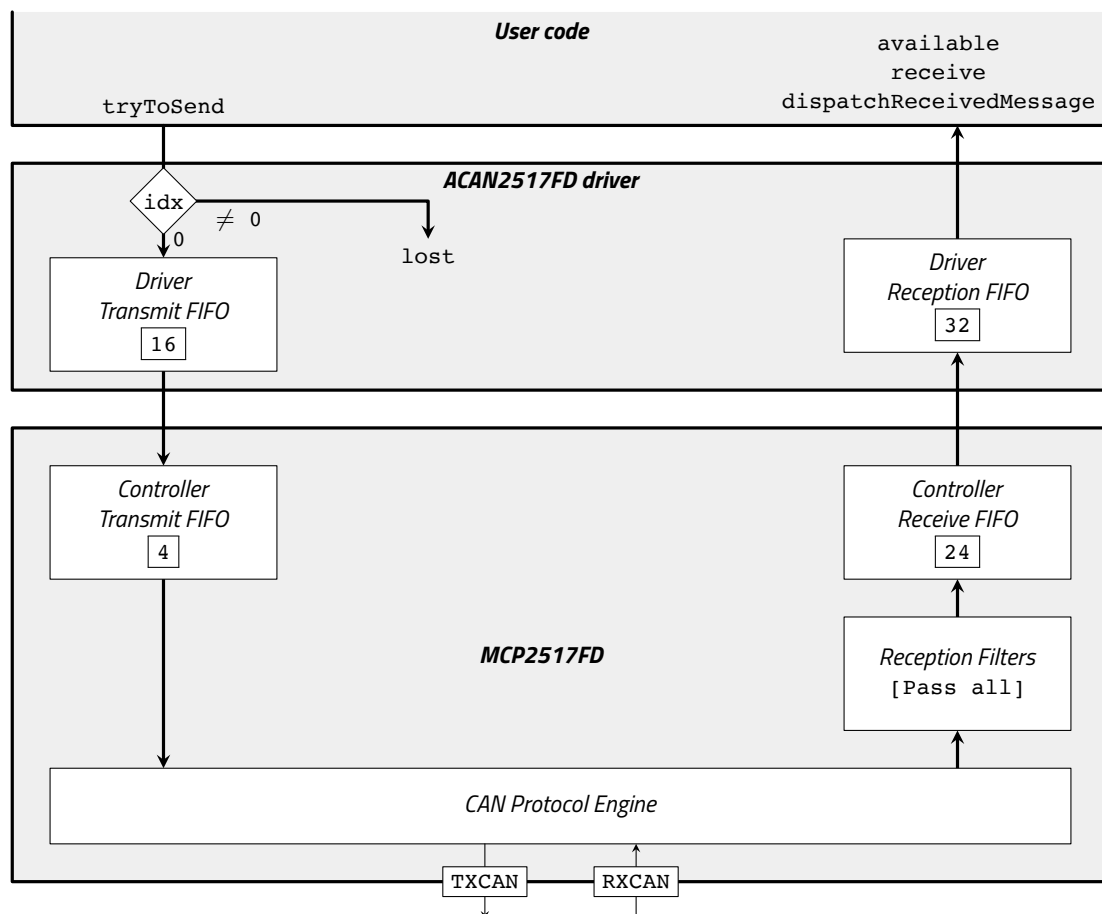 User code
available
receive
dispatchReceivedMessage
tryToSend
ACAN2517FD driver
idx
≠ 0
0
lost
Driver
Transmit FIFO
16
Driver
Reception FIFO
32
Controller
Transmit FIFO
4
Controller
Receive FIFO
24
MCP2517FD
Reception Filters
[Pass all]
CAN Protocol Engine
TXCAN
RXCAN